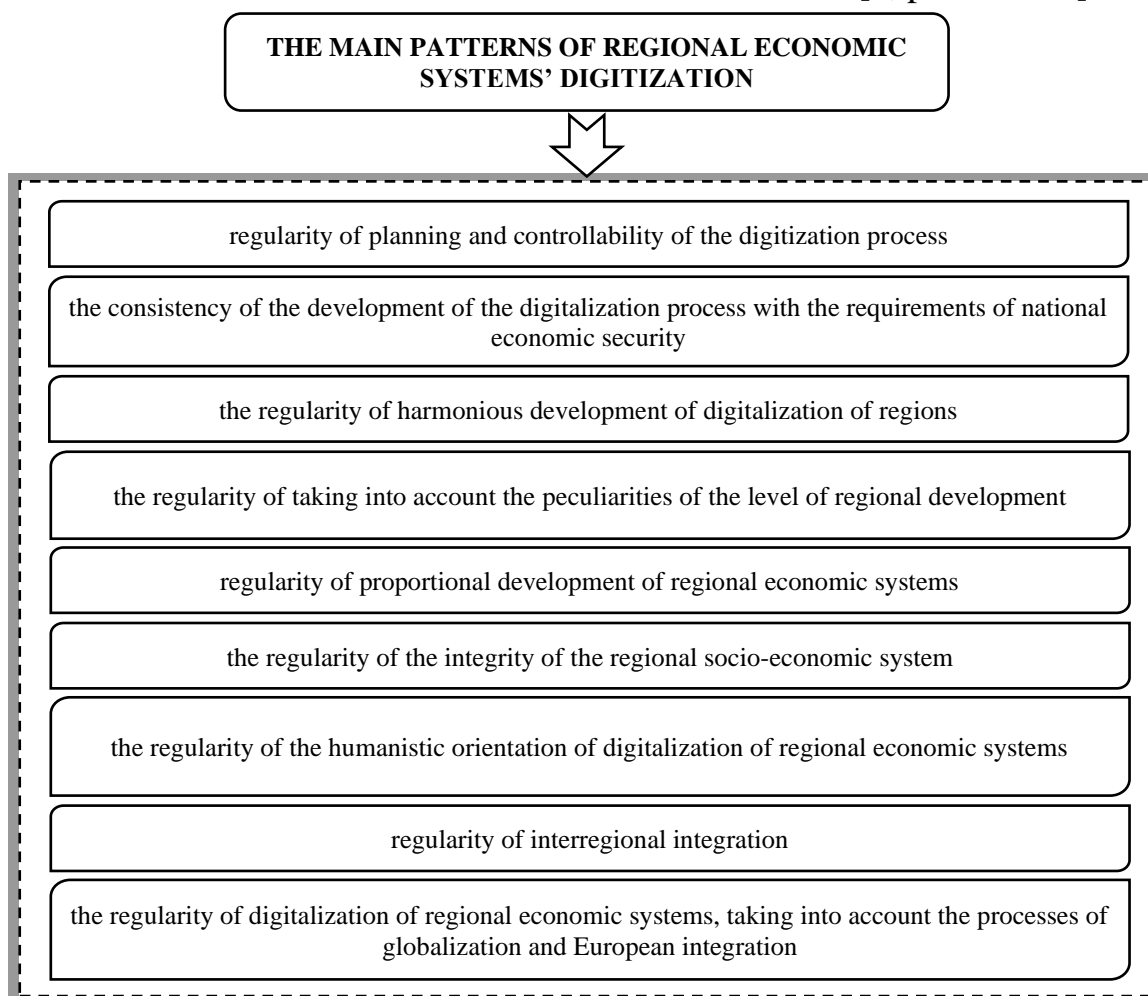 THE MAIN PATTERNS OF REGIONAL ECONOMIC
SYSTEMS’ DIGITIZATION
regularity of planning and controllability of the digitization process
the consistency of the development of the digitalization process with the requirements of national
economic security
the regularity of harmonious development of digitalization of regions
the regularity of taking into account the peculiarities of the level of regional development
regularity of proportional development of regional economic systems
the regularity of the integrity of the regional socio-economic system
the regularity of the humanistic orientation of digitalization of regional economic systems
regularity of interregional integration
the regularity of digitalization of regional economic systems, taking into account the processes of
globalization and European integration